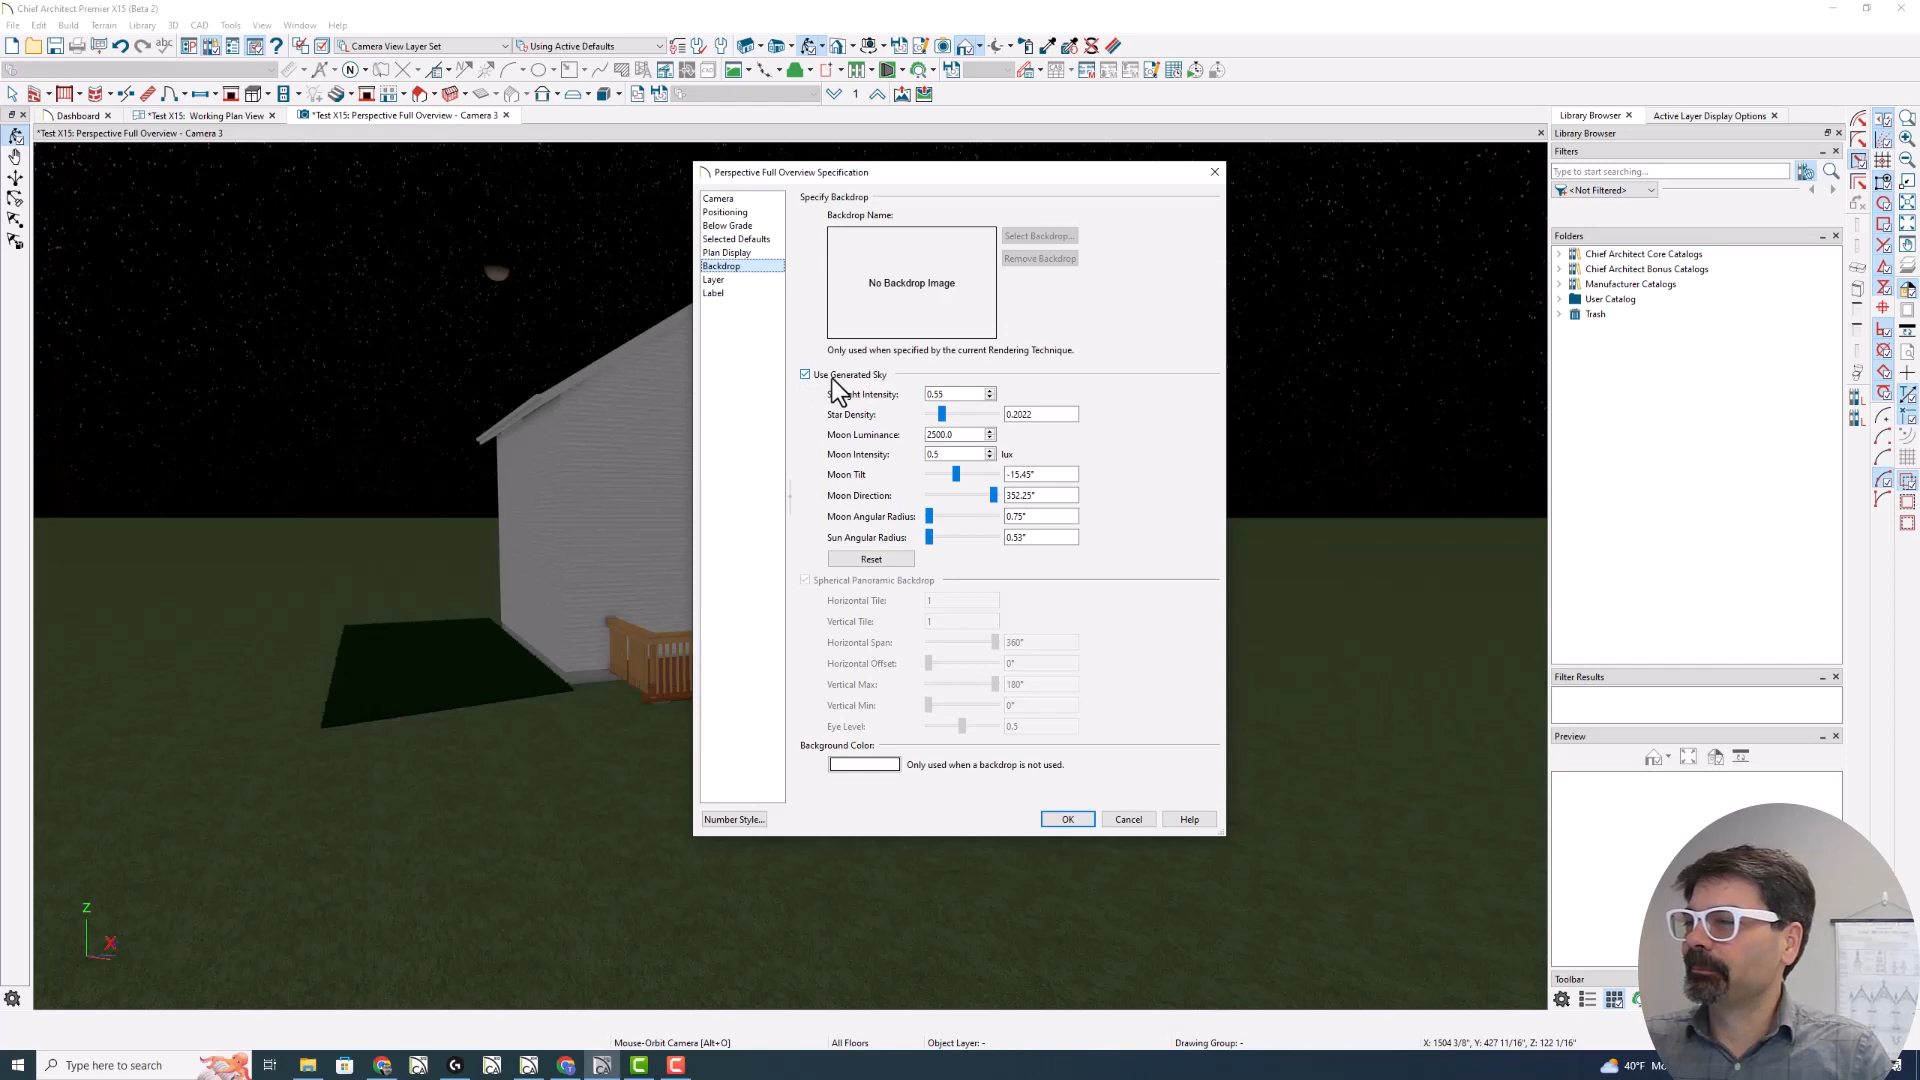 Chief Architect Premier X15 (Beta 2)
File Edit Build Terrain Library 3D CAD Tools View Window Help
Camera View Layer Set Using Active Defaults
1
Dashboard *Test X15: Working Plan View *Test X15: Perspective Full Overview - Camera 3
*Test X15: Perspective Full Overview - Camera 3
Perspective Full Overview Specification
Camera
Positioning
Below Grade
Selected Defaults
Plan Display
Backdrop
Layer
Label
Specify Backdrop
Backdrop Name:
No Backdrop Image
Select Backdrop...
Remove Backdrop
Only used when specified by the current Rendering Technique.
Use Generated Sky
Intensity: 0.55
Star Density: 0.2022
Moon Luminance: 2500.0
Moon Intensity: 0.5 lux
Moon Tilt -15.45°
Moon Direction: 352.25°
Moon Angular Radius: 0.75°
Sun Angular Radius: 0.53°
Reset
Spherical Panoramic Backdrop
Horizontal Tile: 1
Vertical Tile: 1
Horizontal Span: 360°
Horizontal Offset: 0°
Vertical Max: 180°
Vertical Min: 0°
Eye Level: 0.5
Background Color:
Only used when a backdrop is not used.
Number Style... OK Cancel Help
Library Browser Active Layer Display Options
Library Browser
Filters
Type to start searching...
<Not Filtered>
Folders
Chief Architect Core Catalogs
Chief Architect Bonus Catalogs
Manufacturer Catalogs
User Catalog
Trash
Filter Results
Preview
Toolbar
Z
X
Mouse-Orbit Camera [Alt+O] All Floors Object Layer: - Drawing Group: - X: 1504 3/8", Y: 427 11/16", Z: 122 1/16"
Type here to search
40°F